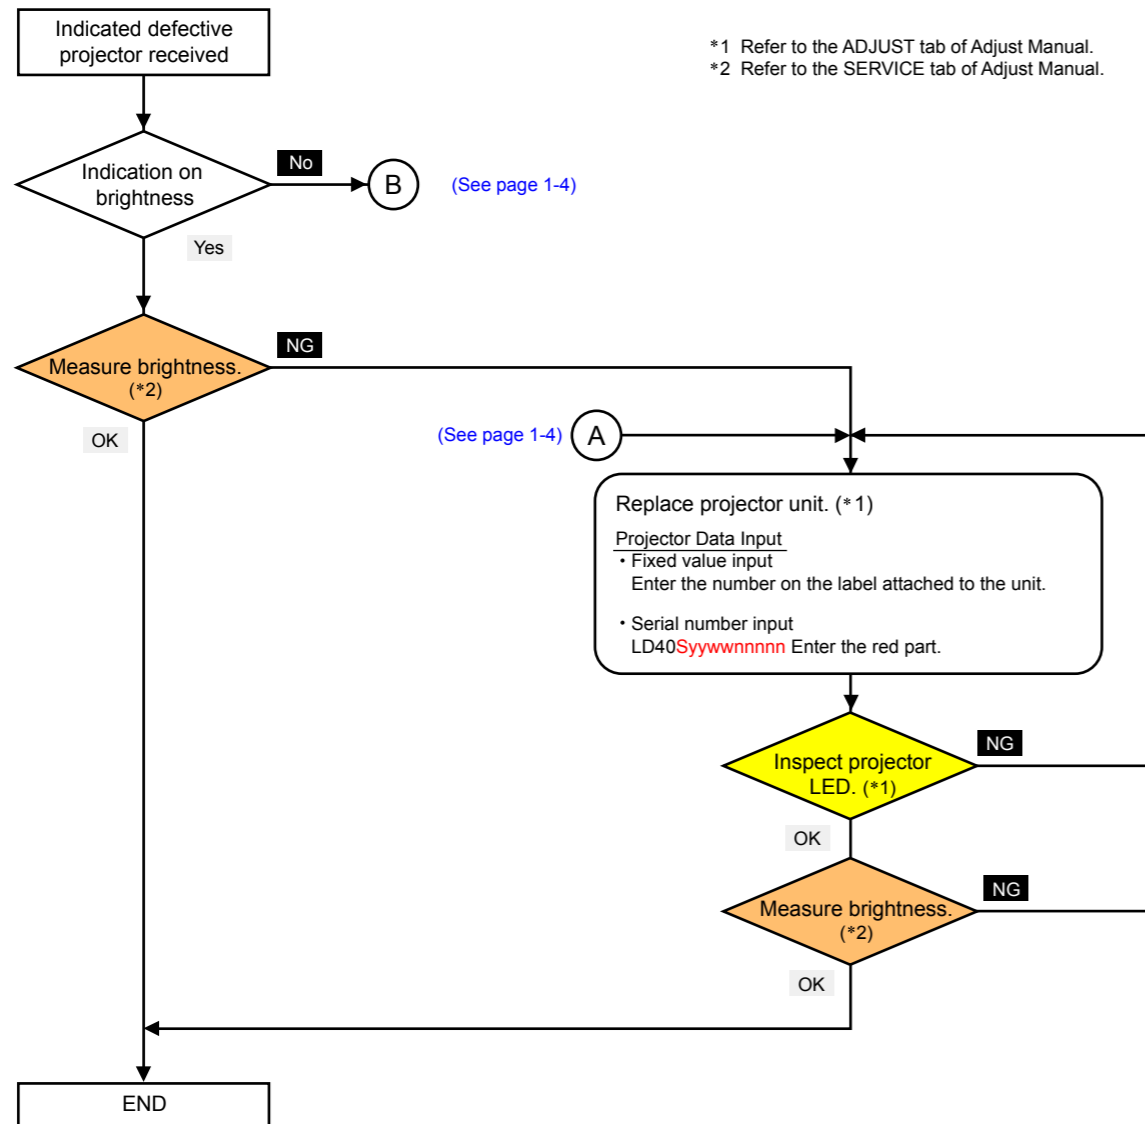 Indicated defective
projector received
*1 Refer to the ADJUST tab of Adjust Manual.
*2 Refer to the SERVICE tab of Adjust Manual.
Indication on
brightness
No
B
(See page 1-4)
Yes
Measure brightness.
(*2)
NG
OK
(See page 1-4)
A
Replace projector unit. (*1)
Projector Data Input
・Fixed value input
Enter the number on the label attached to the unit.
・Serial number input
LD40Syywwnnnnn Enter the red part.
Inspect projector
LED. (*1)
NG
OK
Measure brightness.
(*2)
NG
OK
END